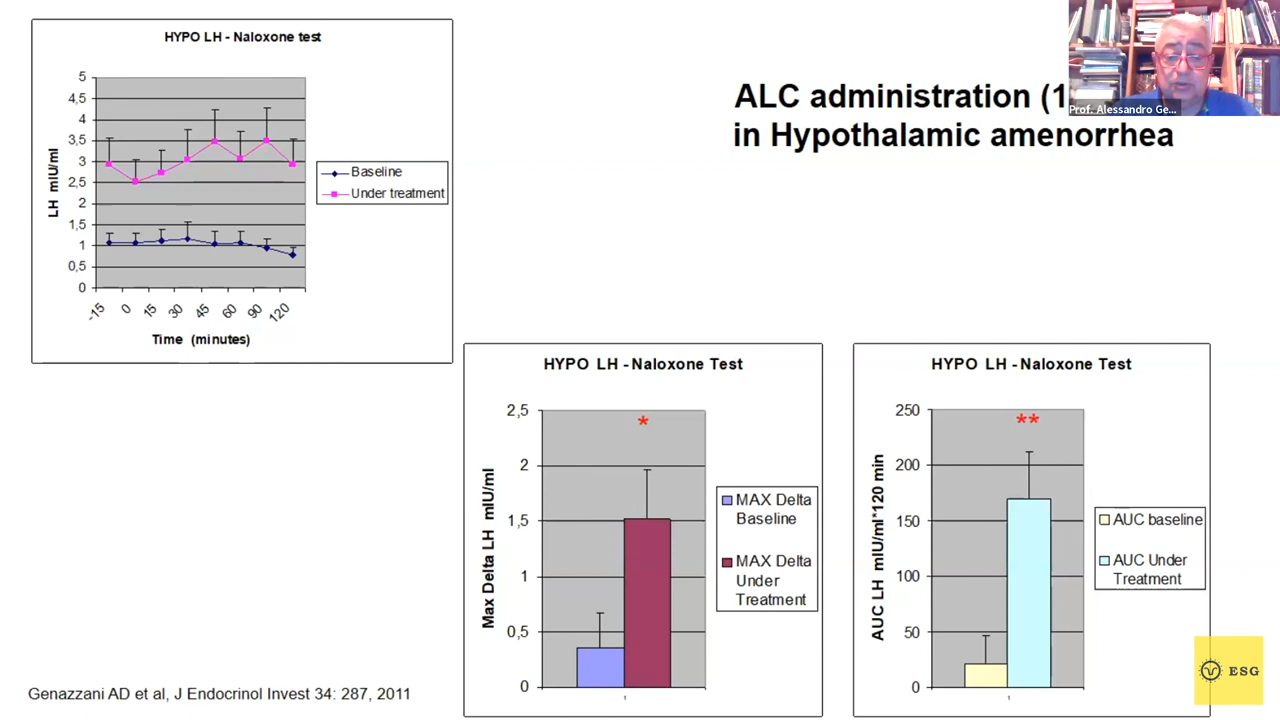 HYPO LH - Naloxone test
5
4,5
4
3,5
3
2,5
2
1,5
1
0,5
0
LH mIU/ml
-15 0 15 30 45 60 90 120
Time (minutes)
Baseline
Under treatment
ALC administration (1
in Hypothalamic amenorrhea
Prof. Alessandro Ge...
HYPO LH - Naloxone Test
2,5
2
1,5
1
0,5
0
Max Delta LH mIU/ml
*
MAX Delta
Baseline
MAX Delta
Under
Treatment
HYPO LH - Naloxone Test
250
200
150
100
50
0
AUC LH mIU/ml*120 min
**
AUC baseline
AUC Under
Treatment
Genazzani AD et al, J Endocrinol Invest 34: 287, 2011
ESG